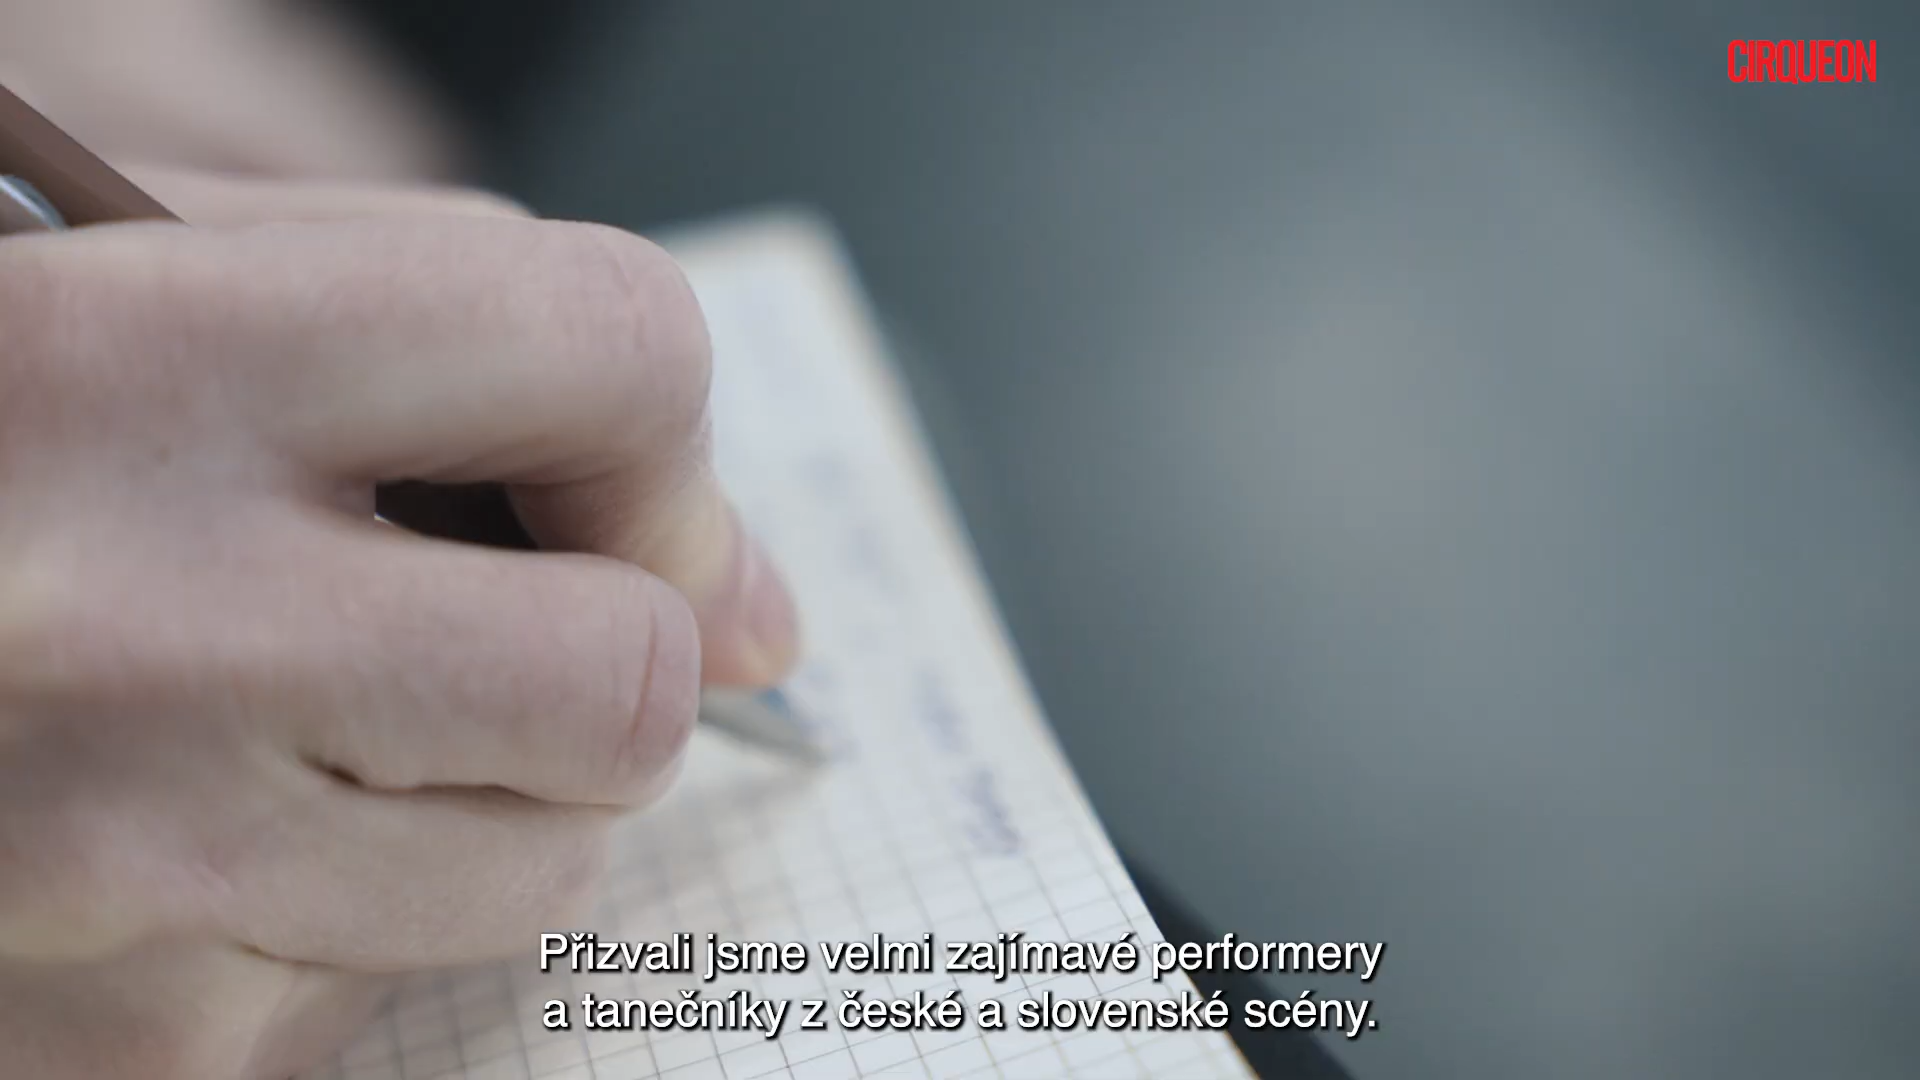 CIRQUEON
Přizvali jsme velmi zajímavé performery
a tanečníky z české a slovenské scény.